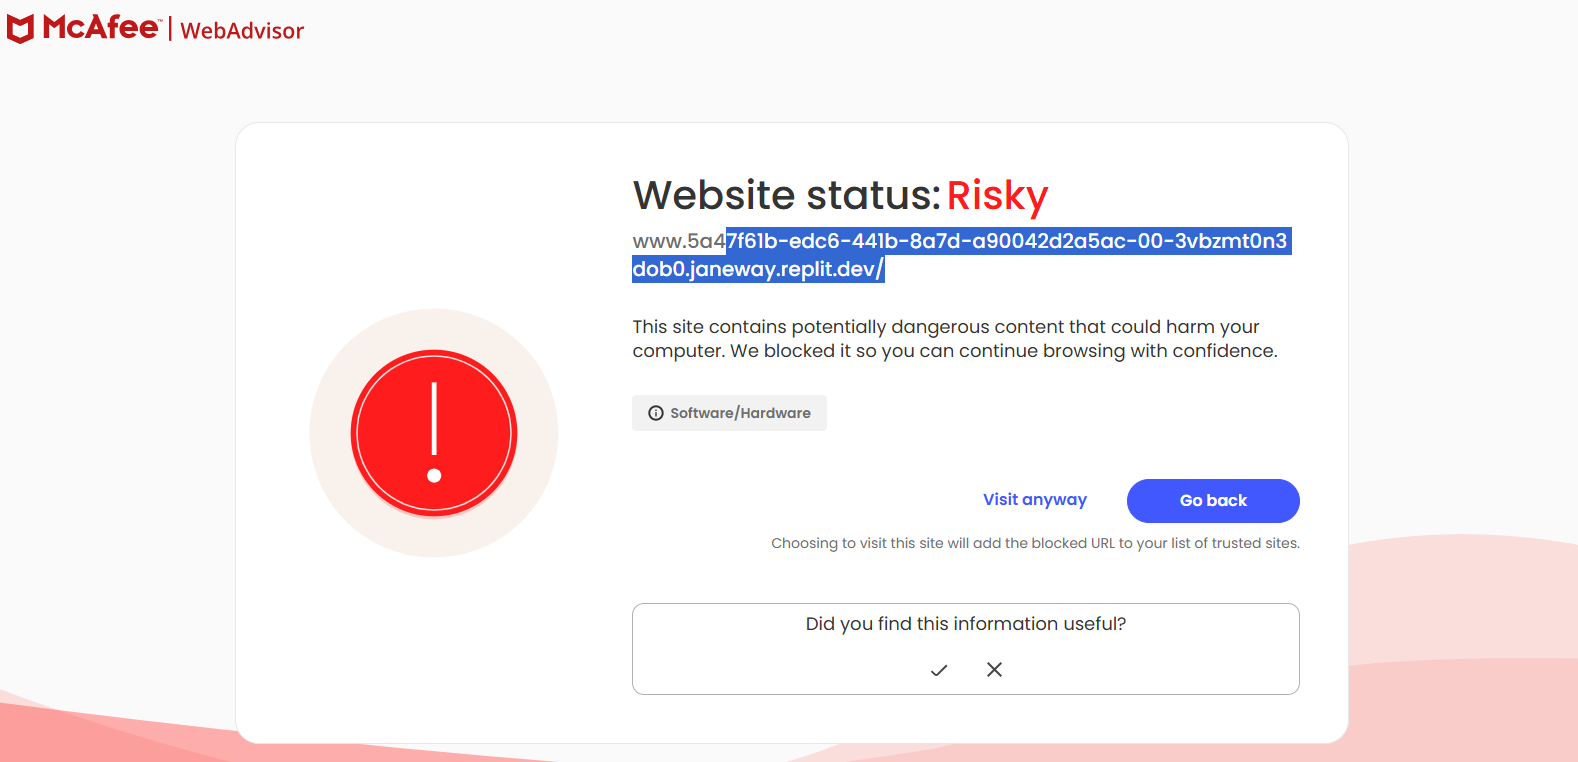 McAfee™ | WebAdvisor
Website status: Risky
www.5a47f61b-edc6-441b-8a7d-a90042d2a5ac-00-3vbzmt0n3
dob0.janeway.replit.dev/
This site contains potentially dangerous content that could harm your
computer. We blocked it so you can continue browsing with confidence.
Software/Hardware
Visit anyway Go back
Choosing to visit this site will add the blocked URL to your list of trusted sites.
Did you find this information useful?